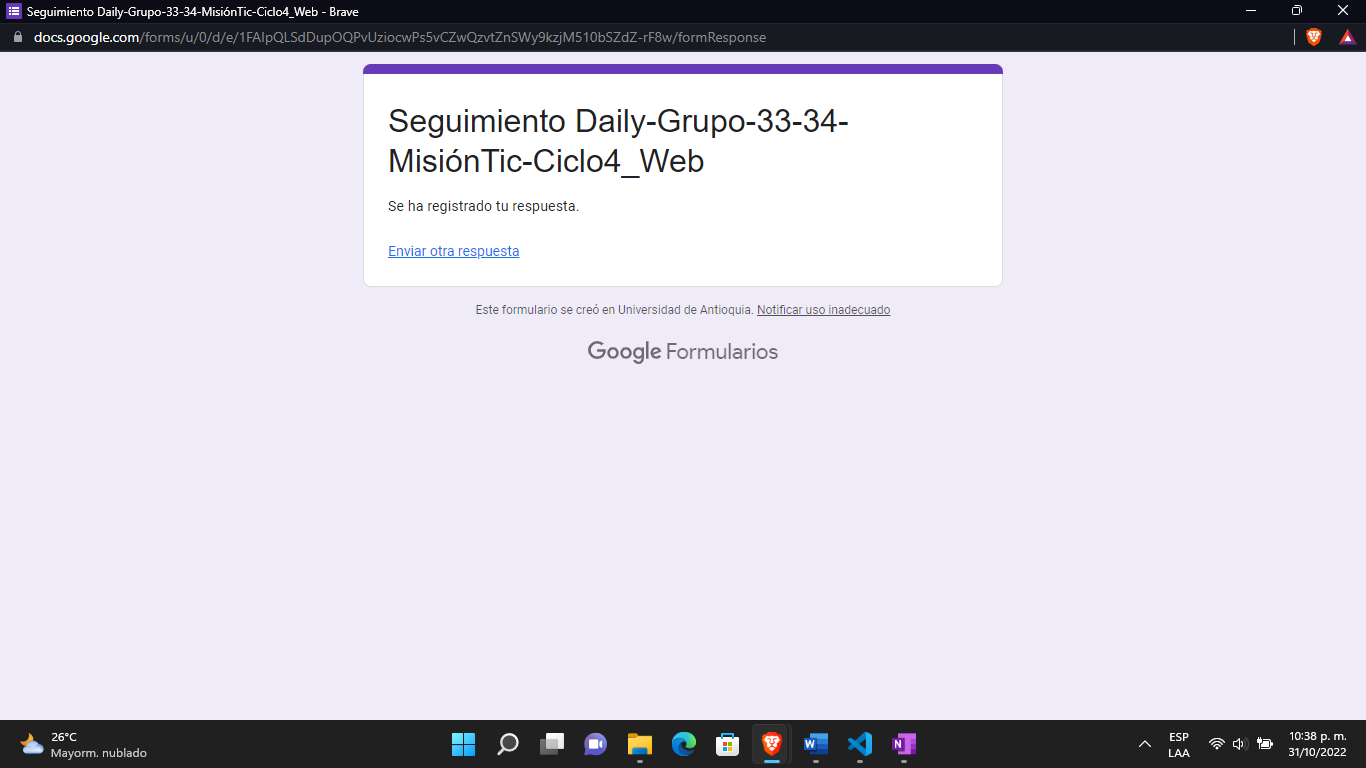 Seguimiento Daily-Grupo-33-34-MisiónTic-Ciclo4_Web - Brave
docs.google.com/forms/u/0/d/e/1FAIpQLSdDupOQPvUziocwPs5vCZwQzvtZnSWy9kzjM510bSZdZ-rF8w/formResponse
Seguimiento Daily-Grupo-33-34-
MisiónTic-Ciclo4_Web
Se ha registrado tu respuesta.
Enviar otra respuesta
Este formulario se creó en Universidad de Antioquia. Notificar uso inadecuado
Google Formularios
26°C
Mayorm. nublado
W
N
ESP
LAA
10:38 p. m.
31/10/2022